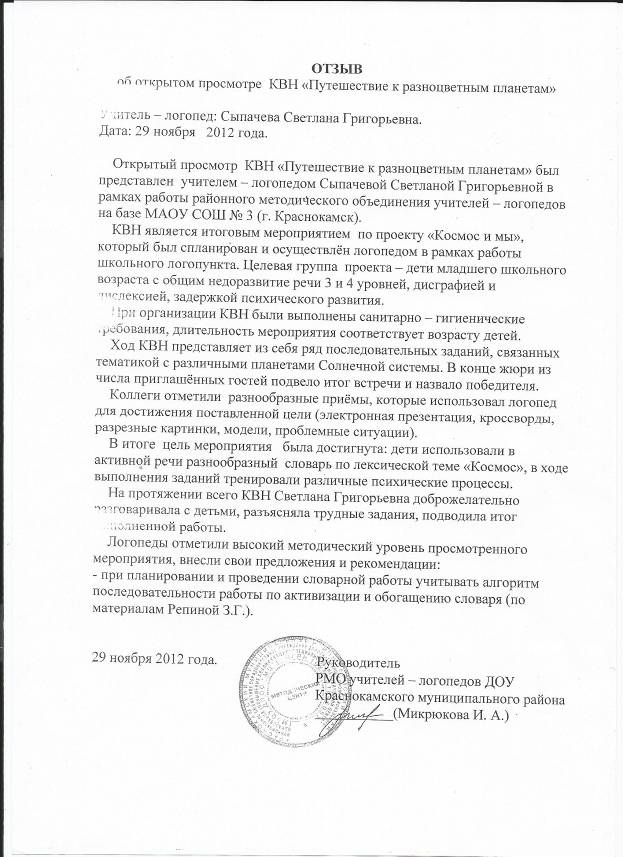 ОТЗЫВ
об открытом просмотре КВН «Путешествие к разноцветным планетам»
Учитель – логопед: Сыпачева Светлана Григорьевна.
Дата: 29 ноября 2012 года.
Открытый просмотр КВН «Путешествие к разноцветным планетам» был
представлен учителем – логопедом Сыпачевой Светланой Григорьевной в
рамках работы районного методического объединения учителей – логопедов
на базе МАОУ СОШ № 3 (г. Краснокамск).
КВН является итоговым мероприятием по проекту «Космос и мы»,
который был спланирован и осуществлён логопедом в рамках работы
школьного логопункта. Целевая группа проекта – дети младшего школьного
возраста с общим недоразвитие речи 3 и 4 уровней, дисграфией и
дислексией, задержкой психического развития.
При организации КВН были выполнены санитарно – гигиенические
требования, длительность мероприятия соответствует возрасту детей.
Ход КВН представляет из себя ряд последовательных заданий, связанных
тематикой с различными планетами Солнечной системы. В конце жюри из
числа приглашённых гостей подвело итог встречи и назвало победителя.
Коллеги отметили разнообразные приёмы, которые использовал логопед
для достижения поставленной цели (электронная презентация, кроссворды,
разрезные картинки, модели, проблемные ситуации).
В итоге цель мероприятия была достигнута: дети использовали в
активной речи разнообразный словарь по лексической теме «Космос», в ходе
выполнения заданий тренировали различные психические процессы.
На протяжении всего КВН Светлана Григорьевна доброжелательно
разговаривала с детьми, разъясняла трудные задания, подводила итог
выполненной работы.
Логопеды отметили высокий методический уровень просмотренного
мероприятия, внесли свои предложения и рекомендации:
- при планировании и проведении словарной работы учитывать алгоритм
последовательности работы по активизации и обогащению словаря (по
материалам Репиной З.Г.).
29 ноября 2012 года.
Руководитель
РМО учителей – логопедов ДОУ
Краснокамского муниципального района
(Микрюкова И. А.)
МЕТОДИЧЕСКИЙ
ЦЕНТР